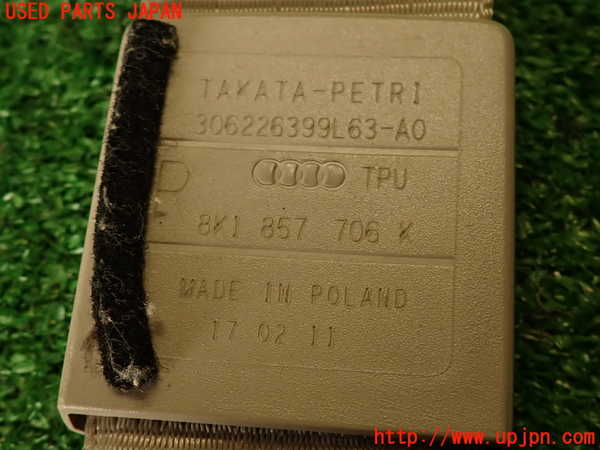 USED PARTS JAPAN
TAKATA-PETRI
306226399L63-A0
TPU
8K1 857 706 K
MADE IN POLAND
17 02 11
http://www.upjpn.com/